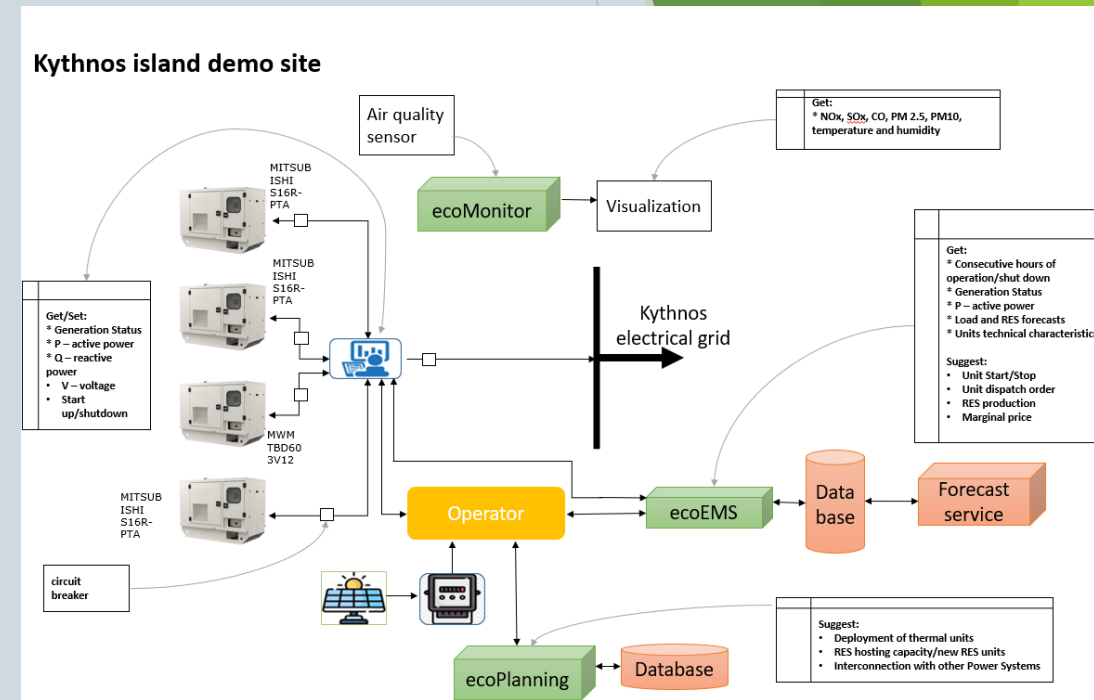 Kythnos island demo site
Air quality
sensor
Get:
* NOx, SOx, CO, PM 2.5, PM10,
temperature and humidity
MITSUB
ISHI
S16R-
PTA
ecoMonitor
Visualization
MITSUB
ISHI
S16R-
PTA
Get/Set:
* Generation Status
* P – active power
* Q – reactive
power
• V – voltage
• Start
up/shutdown
Kythnos
electrical grid
Get:
* Consecutive hours of
operation/shut down
* Generation Status
* P – active power
* Load and RES forecasts
* Units technical characteristics
Suggest:
• Unit Start/Stop
• Unit dispatch order
• RES production
• Marginal price
MWM
TBD60
3V12
MITSUB
ISHI
S16R-
PTA
Operator
ecoEMS
Data
base
Forecast
service
circuit
breaker
Suggest:
• Deployment of thermal units
• RES hosting capacity/new RES units
• Interconnection with other Power Systems
ecoPlanning
Database